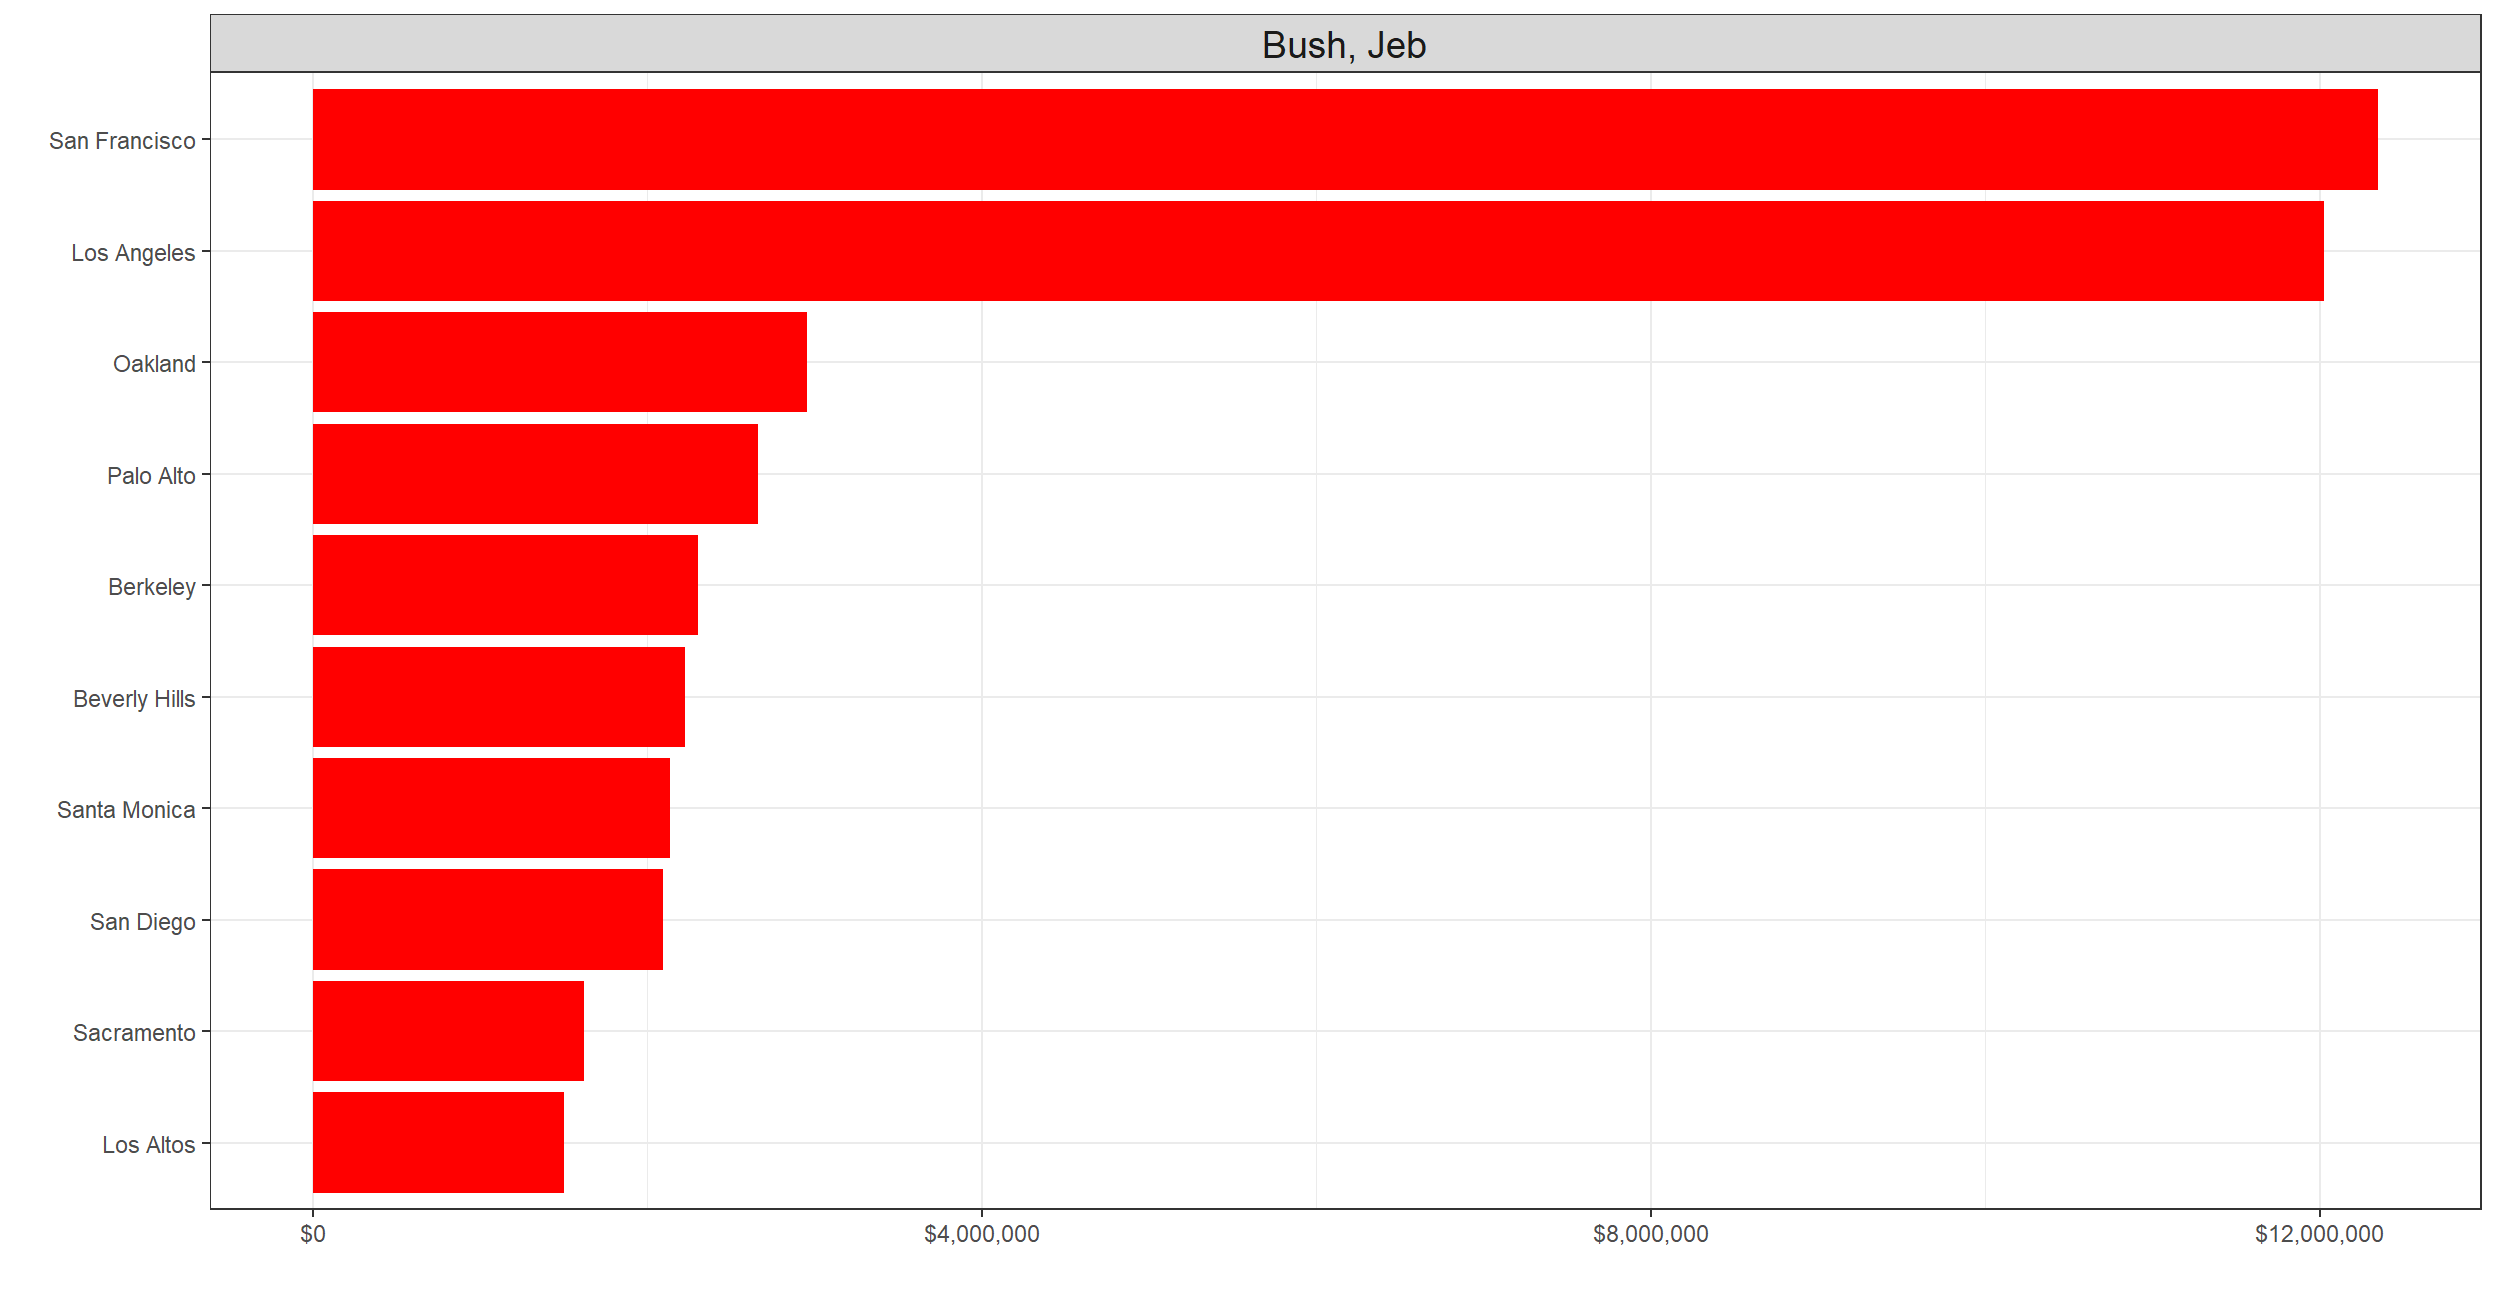 Bush, Jeb
San Francisco
Los Angeles
Oakland
Palo Alto
Berkeley
Beverly Hills
Santa Monica
San Diego
Sacramento
Los Altos
$0 $4,000,000 $8,000,000 $12,000,000